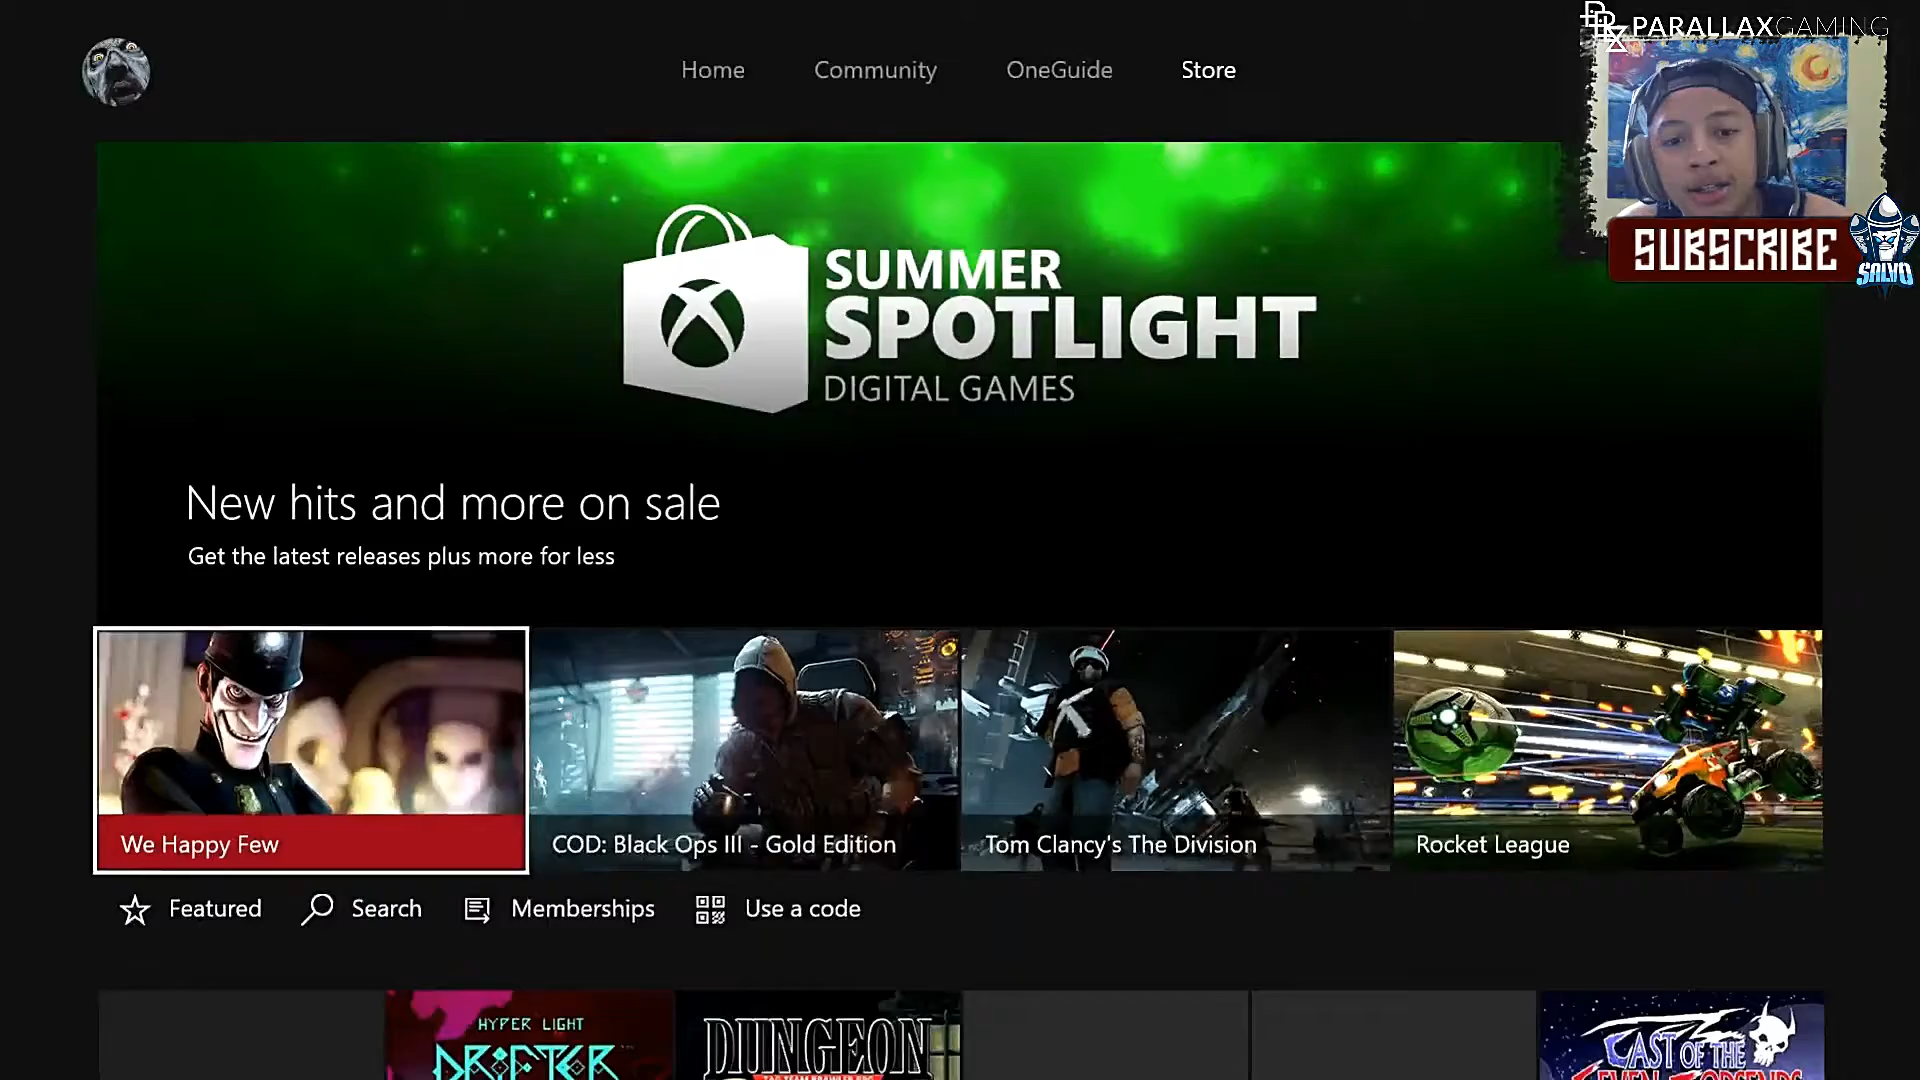 PARALLAXGAMING
Home Community OneGuide Store
SUBSCRIBE
SALVO
SUMMER
SPOTLIGHT
DIGITAL GAMES
New hits and more on sale
Get the latest releases plus more for less
We Happy Few
COD: Black Ops III - Gold Edition
Tom Clancy's The Division
Rocket League
Featured Search Memberships Use a code
HYPER LIGHT
DRIFTER
DUNGEON
CAST OF THE